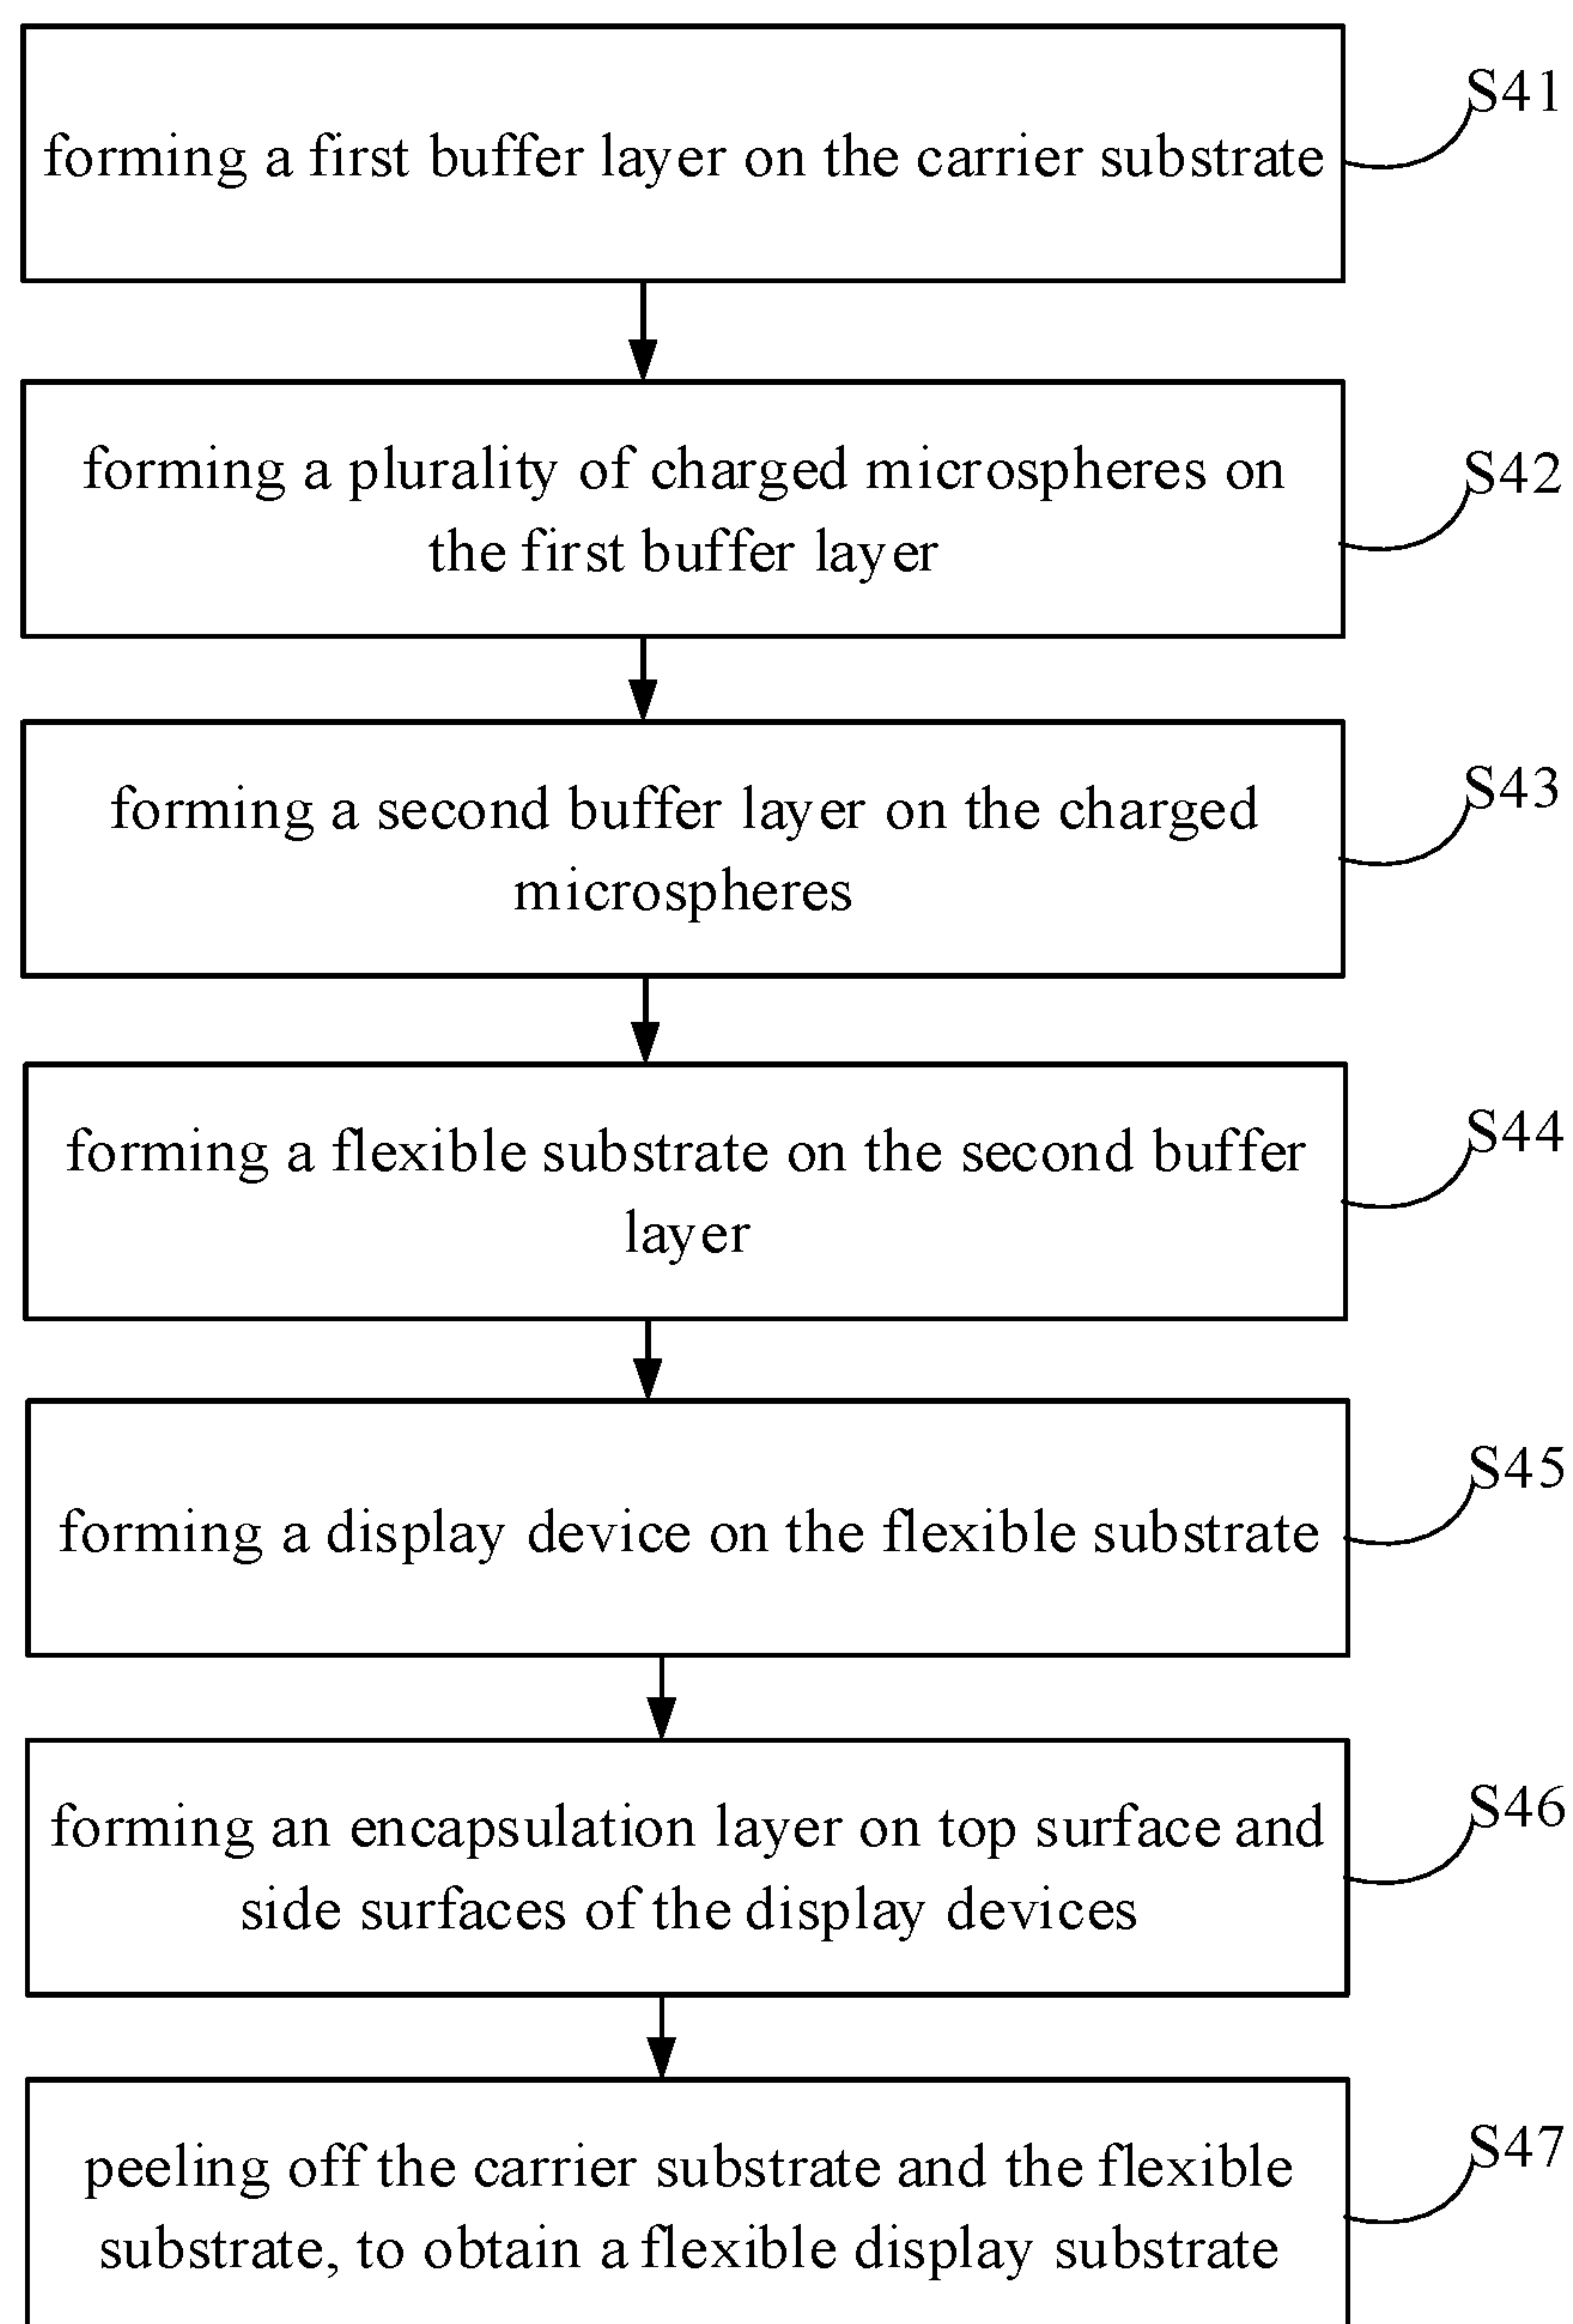 forming a first buffer layer on the carrier substrate
S41
forming a plurality of charged microspheres on
the first buffer layer
S42
forming a second buffer layer on the charged
microspheres
S43
forming a flexible substrate on the second buffer
layer
S44
forming a display device on the flexible substrate
S45
forming an encapsulation layer on top surface and
side surfaces of the display devices
S46
peeling off the carrier substrate and the flexible
substrate, to obtain a flexible display substrate
S47